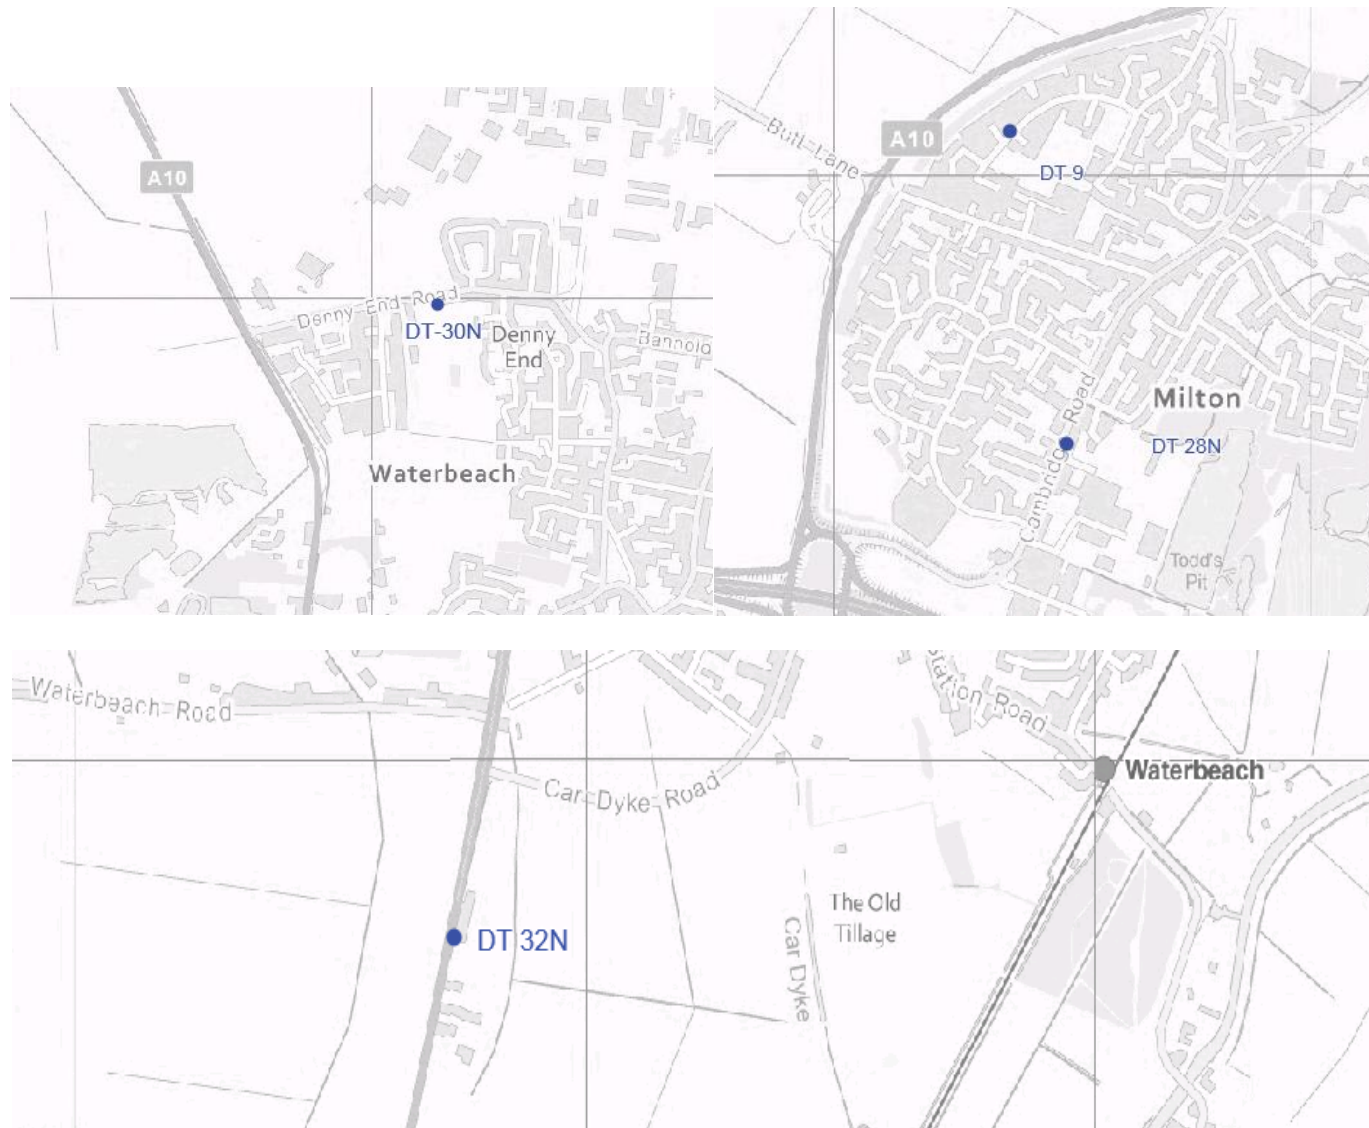 A10
Denny End Road
DT-30N
Denny
End
Bannold
Waterbeach
Butt Lane
A10
DT 9
Milton
DT 28N
Cambridge Road
Todd's
Pit
Waterbeach Road
Station Road
Waterbeach
Car Dyke Road
The Old
Tillage
DT 32N
Car Dyke